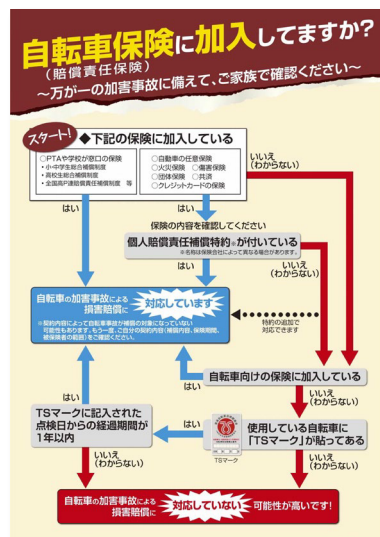 自転車保険に加入してますか?
(賠償責任保険)
～万が一の加害事故に備えて、ご家族で確認ください～
スタート!
◆下記の保険に加入している
○PTAや学校が窓口の保険
・小・中学生総合補償制度
・高校生総合補償制度
・全国高P連賠償責任補償制度 等
○自動車の任意保険
○火災保険 ○傷害保険
○団体保険 ○共済
○クレジットカードの保険
いいえ
(わからない)
はい
はい
保険の内容を確認してください
個人賠償責任補償特約※が付いている
※名称は保険会社によって異なる場合があります。
はい
いいえ
(わからない)
自転車の加害事故による
損害賠償に
対応しています
※契約内容によって自転車事故が補償の対象になっていない
可能性もあります。もう一度、ご自分の契約内容(補償内容、保険期間、
被保険者の範囲)をご確認ください。
特約の追加で
対応できます
はい
自転車向けの保険に加入している
はい
いいえ
(わからない)
TSマークに記入された
点検日からの経過期間が
1年以内
はい
TSマーク
使用している自転車に
「TSマーク」が貼ってある
いいえ
(わからない)
いいえ
(わからない)
自転車の加害事故による
損害賠償に
対応していない
可能性が高いです!